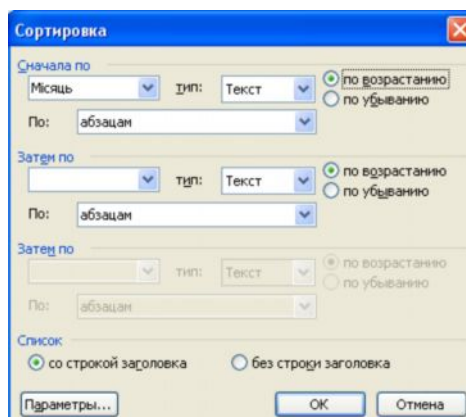 Сортировка
Сначала по
Місяць тип: Текст по возрастанию
по убыванию
По: абзацам
Затем по
тип: Текст по возрастанию
по убыванию
По: абзацам
Затем по
тип: Текст по возрастанию
по убыванию
По: абзацам
Список
со строкой заголовка без строки заголовка
Параметры... ОК Отмена